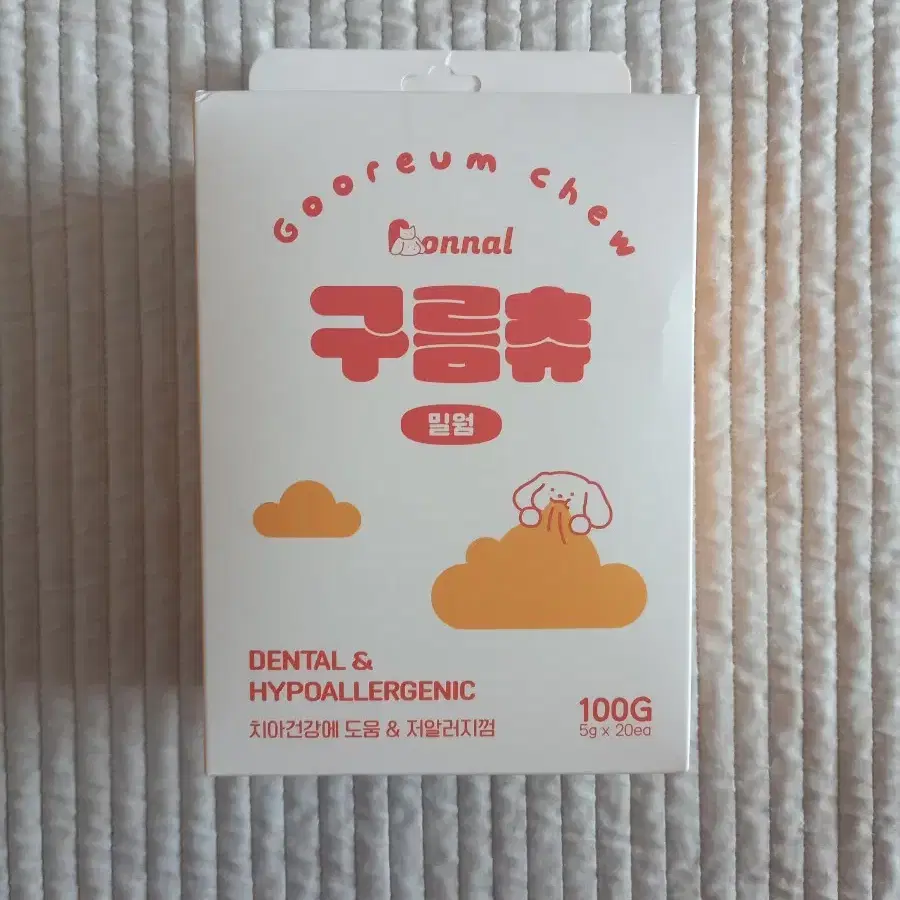 Gooreum chew
Bonnal
구름츄
밀웜
DENTAL &
HYPOALLERGENIC
치아건강에 도움 & 저알러지껌
100G
5g x 20ea